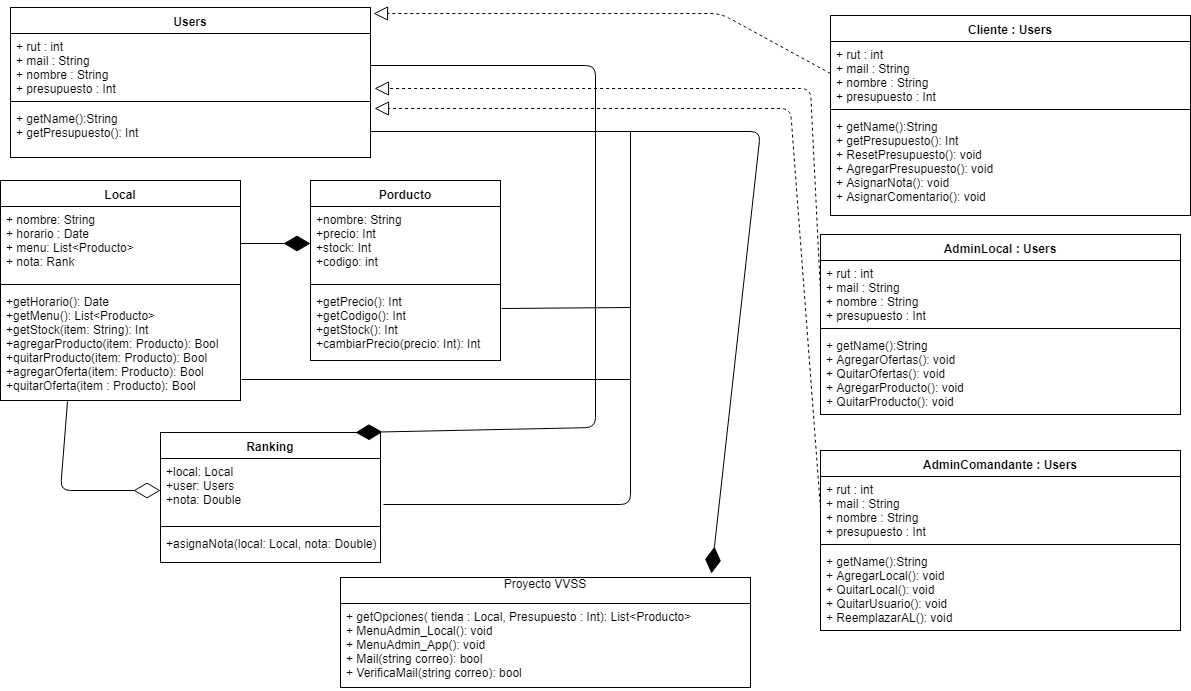 Users
+ rut : int
+ mail : String
+ nombre : String
+ presupuesto : Int
+ getName():String
+ getPresupuesto(): Int
Cliente : Users
+ rut : int
+ mail : String
+ nombre : String
+ presupuesto : Int
+ getName():String
+ getPresupuesto(): Int
+ ResetPresupuesto(): void
+ AgregarPresupuesto(): void
+ AsignarNota(): void
+ AsignarComentario(): void
Local
+ nombre: String
+ horario : Date
+ menu: List<Producto>
+ nota: Rank
+getHorario(): Date
+getMenu(): List<Producto>
+getStock(item: String): Int
+agregarProducto(item: Producto): Bool
+quitarProducto(item: Producto): Bool
+agregarOferta(item: Producto): Bool
+quitarOferta(item : Producto): Bool
Porducto
+nombre: String
+precio: Int
+stock: Int
+codigo: int
+getPrecio(): Int
+getCodigo(): Int
+getStock(): Int
+cambiarPrecio(precio: Int): Int
AdminLocal : Users
+ rut : int
+ mail : String
+ nombre : String
+ presupuesto : Int
+ getName():String
+ AgregarOfertas(): void
+ QuitarOfertas(): void
+ AgregarProducto(): void
+ QuitarProducto(): void
Ranking
+local: Local
+user: Users
+nota: Double
+asignaNota(local: Local, nota: Double)
AdminComandante : Users
+ rut : int
+ mail : String
+ nombre : String
+ presupuesto : Int
+ getName():String
+ AgregarLocal(): void
+ QuitarLocal(): void
+ QuitarUsuario(): void
+ ReemplazarAL(): void
Proyecto VVSS
+ getOpciones( tienda : Local, Presupuesto : Int): List<Producto>
+ MenuAdmin_Local(): void
+ MenuAdmin_App(): void
+ Mail(string correo): bool
+ VerificaMail(string correo): bool